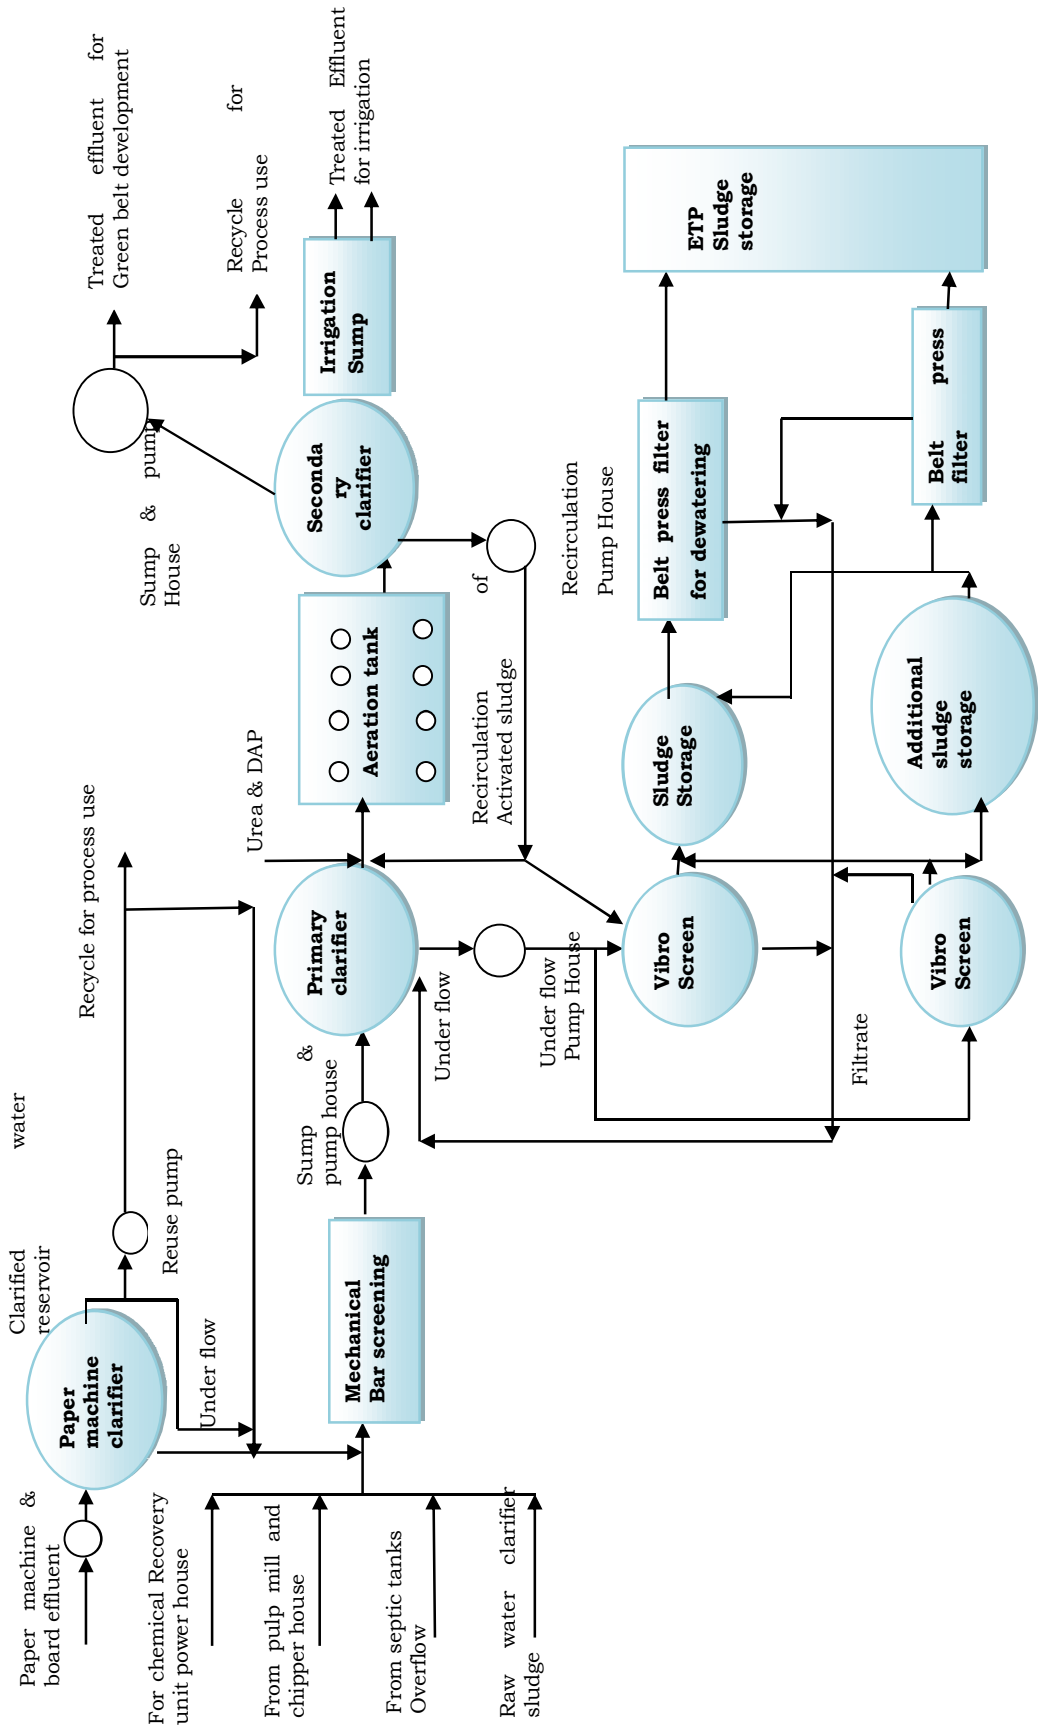 Paper machine &
board effluent
For chemical Recovery
unit power house
From pulp mill and
chipper house
From septic tanks
Overflow
Raw water clarifier
sludge
Paper
machine
clarifier
Clarified water
reservoir
Reuse pump
Under flow
Recycle for process use
Mechanical
Bar screening
Sump &
pump house
Primary
clarifier
Under flow
Under flow
Pump House
Urea & DAP
Aeration tank
Recirculation of
Activated sludge
Seconda
ry
clarifier
Sump & pump
House
Treated effluent for
Green belt development
Recycle for
Process use
Irrigation
Sump
Treated Effluent
for irrigation
Recirculation
Pump House
Vibro
Screen
Sludge
Storage
Belt press filter
for dewatering
ETP
Sludge
storage
Filtrate
Vibro
Screen
Additional
sludge
storage
Belt press
filter